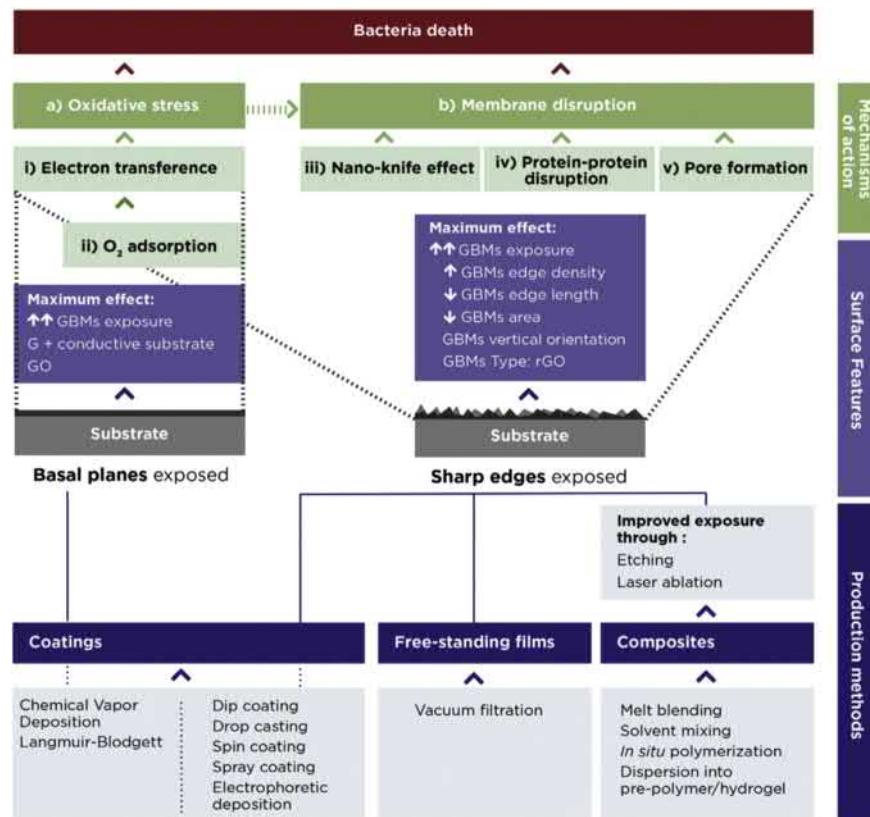 Bacteria death
a) Oxidative stress
b) Membrane disruption
i) Electron transference
iii) Nano-knife effect
iv) Protein-protein
disruption
v) Pore formation
Mechanisms
of action
ii) O₂ adsorption
Maximum effect:
↑↑ GBMs exposure
G + conductive substrate
GO
Maximum effect:
↑↑ GBMs exposure
↑ GBMs edge density
↓ GBMs edge length
↓ GBMs area
GBMs vertical orientation
GBMs Type: rGO
Surface Features
Substrate
Substrate
Basal planes exposed
Sharp edges exposed
Improved exposure
through :
Etching
Laser ablation
Production methods
Coatings
Free-standing films
Composites
Chemical Vapor
Deposition
Langmuir-Blodgett
Dip coating
Drop casting
Spin coating
Spray coating
Electrophoretic
deposition
Vacuum filtration
Melt blending
Solvent mixing
In situ polymerization
Dispersion into
pre-polymer/hydrogel